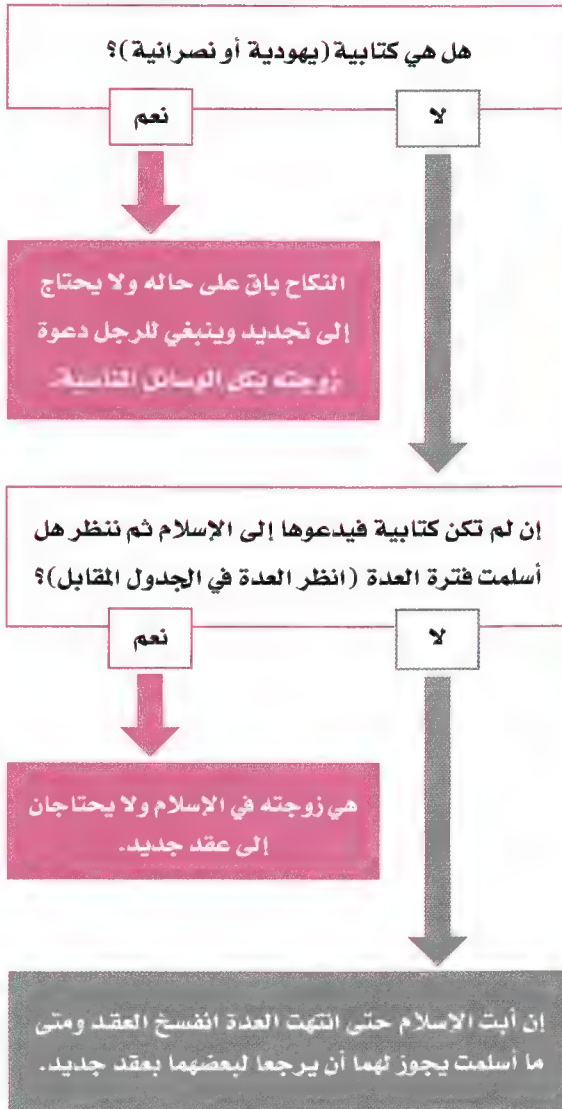 هل هي كتابية (يهودية أو نصرانية)؟
نعم
لا
النكاح باق على حاله ولا يحتاج
إلى تجديد وينبغي للرجل دعوة
زوجته بكل الوسائل المناسبة.
إن لم تكن كتابية فيدعوها إلى الإسلام ثم ننظر هل
أسلمت فترة العدة (انظر العدة في الجدول المقابل)؟
نعم
لا
هي زوجته في الإسلام ولا يحتاجان
إلى عقد جديد.
إن أبت الإسلام حتى انتهت العدة انفسخ العقد ومتى
ما أسلمت يجوز لهما أن يرجعا لبعضهما بعقد جديد.